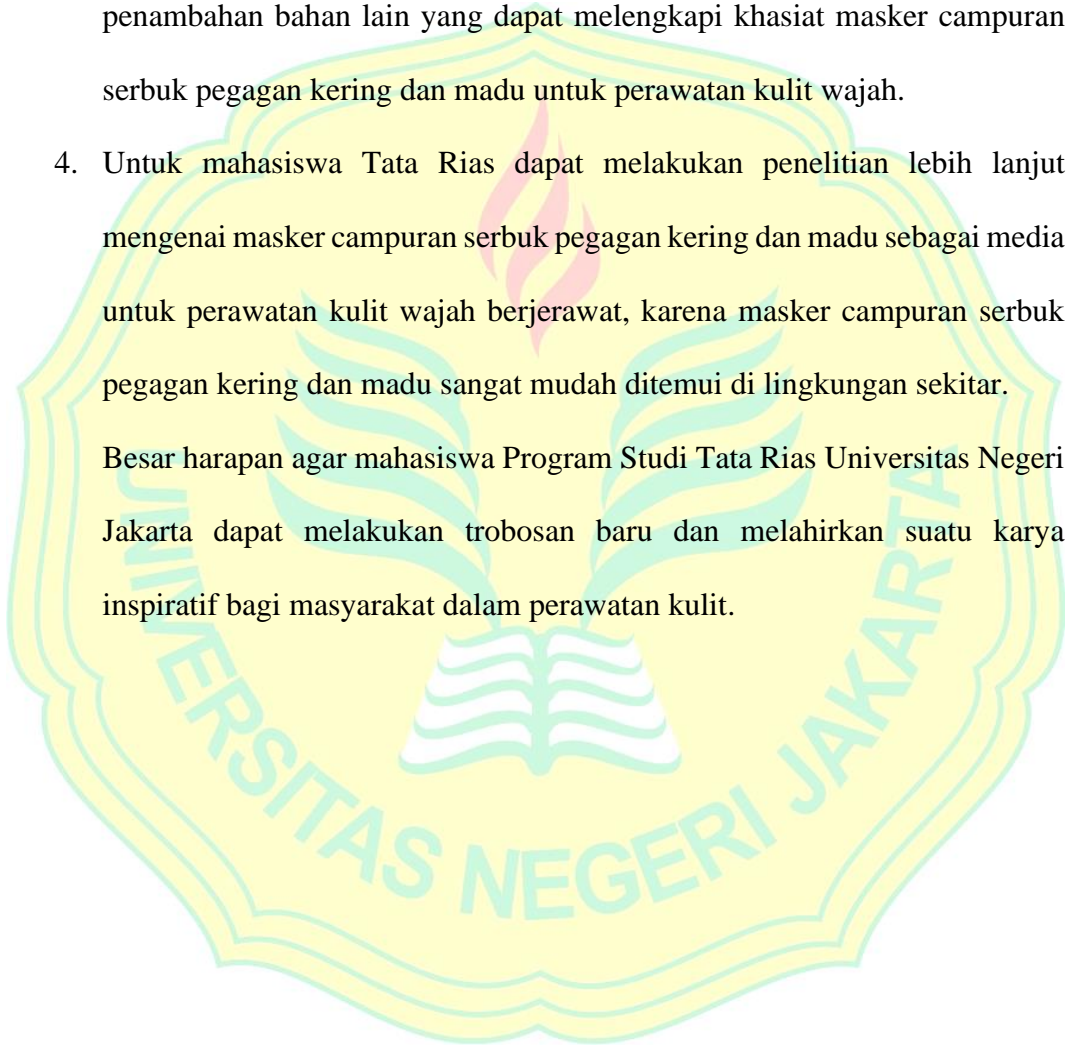 penambahan bahan lain yang dapat melengkapi khasiat masker campuran
serbuk pegagan kering dan madu untuk perawatan kulit wajah.
4. Untuk mahasiswa Tata Rias dapat melakukan penelitian lebih lanjut
mengenai masker campuran serbuk pegagan kering dan madu sebagai media
untuk perawatan kulit wajah berjerawat, karena masker campuran serbuk
pegagan kering dan madu sangat mudah ditemui di lingkungan sekitar.
Besar harapan agar mahasiswa Program Studi Tata Rias Universitas Negeri
Jakarta dapat melakukan trobosan baru dan melahirkan suatu karya
inspiratif bagi masyarakat dalam perawatan kulit.
UNIVERSITAS NEGERI JAKARTA